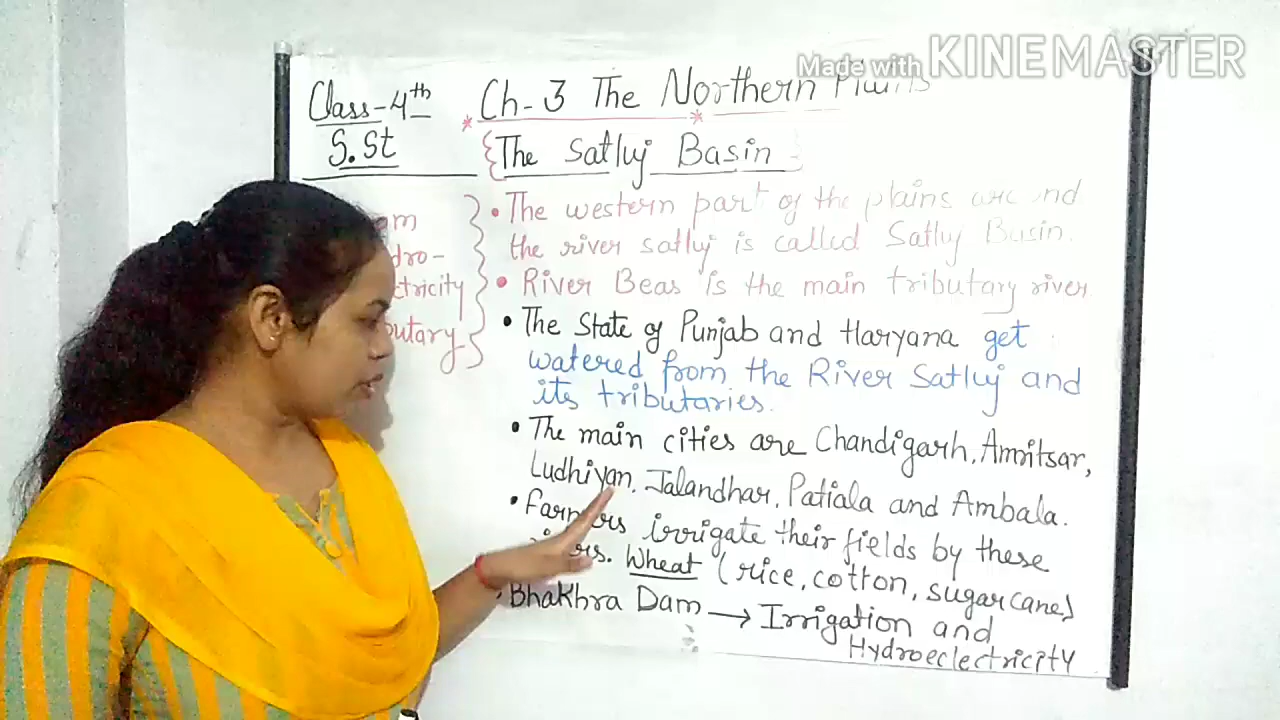 Made with KINEMASTER
Class-4th
S.St
Ch-3 The Northern Plains
{The Satluj Basin
• The western part of the plains around
the river satluj is called Satluj Basin.
• River Beas is the main tributary river
• The State of Punjab and Haryana get
watered from the River Satluj and
its tributaries.
• The main cities are Chandigarh, Amritsar,
Ludhiyan, Jalandhar, Patiala and Ambala.
• Farmers irrigate their fields by these
Wheat (rice, cotton, sugarcane)
Bhakhra Dam → Irrigation and
Hydroeclectricity